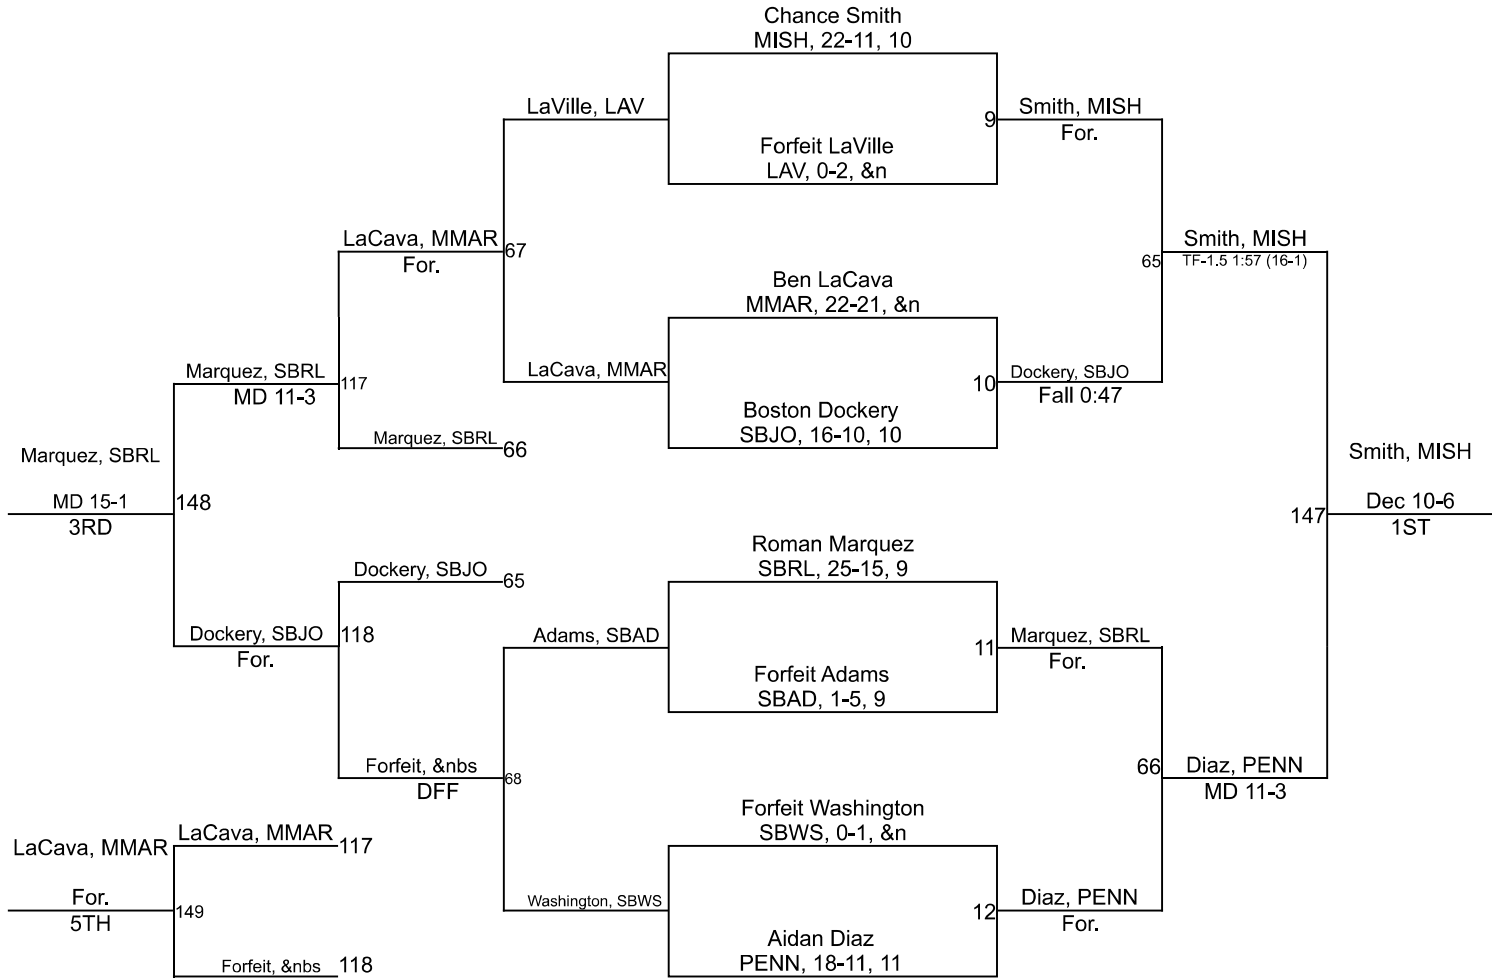 Chance Smith
MISH, 22-11, 10
LaVille, LAV
9
Smith, MISH
For.
Forfeit LaVille
LAV, 0-2, &n
LaCava, MMAR
For.
67
Smith, MISH
TF-1.5 1:57 (16-1)
65
Ben LaCava
MMAR, 22-21, &n
LaCava, MMAR
10
Dockery, SBJO
Fall 0:47
Marquez, SBRL
MD 11-3
117
Boston Dockery
SBJO, 16-10, 10
Marquez, SBRL
66
Marquez, SBRL
MD 15-1
3RD
148
Smith, MISH
147
Dec 10-6
1ST
Roman Marquez
SBRL, 25-15, 9
Dockery, SBJO
65
Dockery, SBJO
For.
118
Adams, SBAD
11
Marquez, SBRL
For.
Forfeit Adams
SBAD, 1-5, 9
Forfeit, &nbs
DFF
68
66
Diaz, PENN
MD 11-3
Forfeit Washington
SBWS, 0-1, &n
LaCava, MMAR
LaCava, MMAR
117
For.
5TH
149
Washington, SBWS
12
Diaz, PENN
For.
Aidan Diaz
PENN, 18-11, 11
Forfeit, &nbs
118